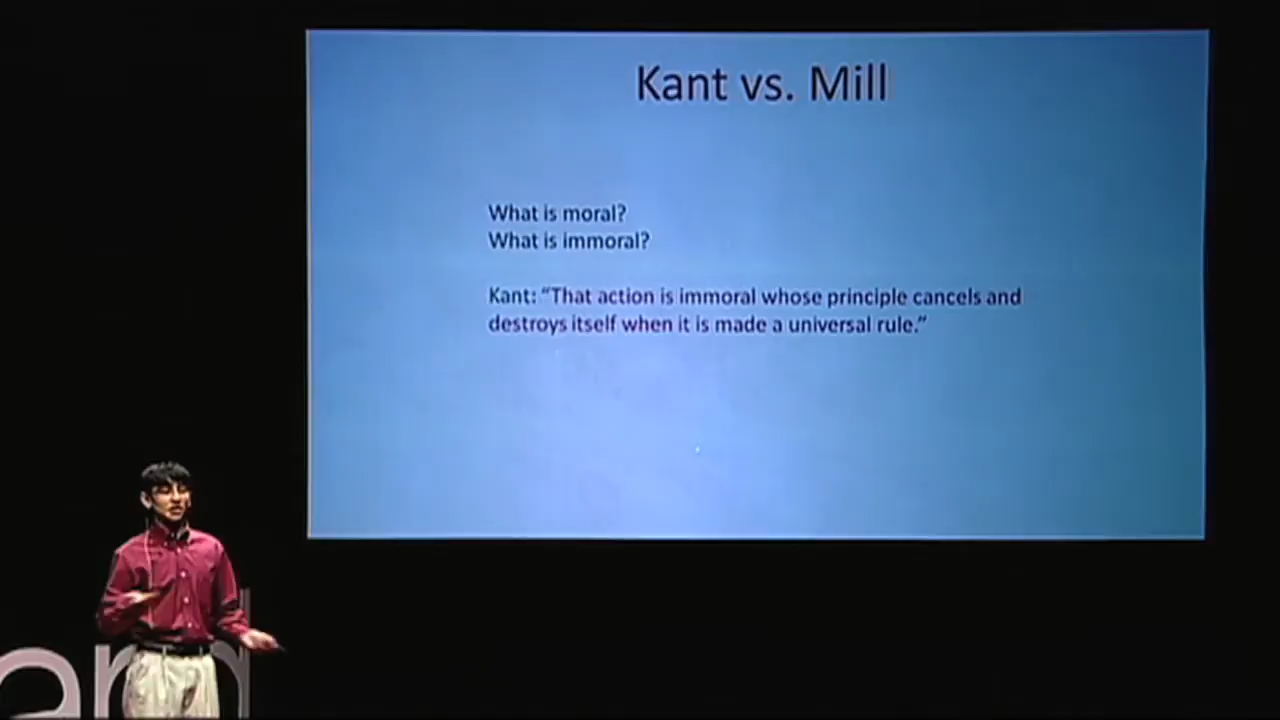 Kant vs. Mill
What is moral?
What is immoral?
Kant: “That action is immoral whose principle cancels and
destroys itself when it is made a universal rule.”